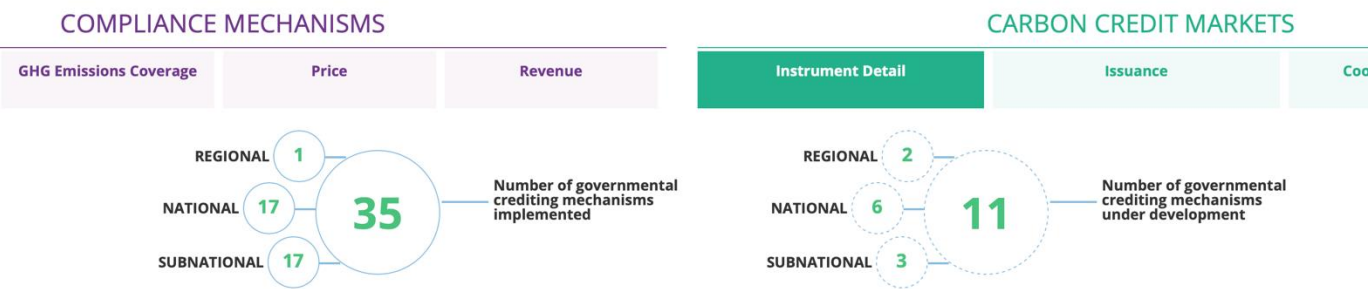 COMPLIANCE MECHANISMS
CARBON CREDIT MARKETS
GHG Emissions Coverage
Price
Revenue
Instrument Detail
Issuance
REGIONAL 1
NATIONAL 17
SUBNATIONAL 17
35
Number of governmental
crediting mechanisms
implemented
REGIONAL 2
NATIONAL 6
SUBNATIONAL 3
11
Number of governmental
crediting mechanisms
under development